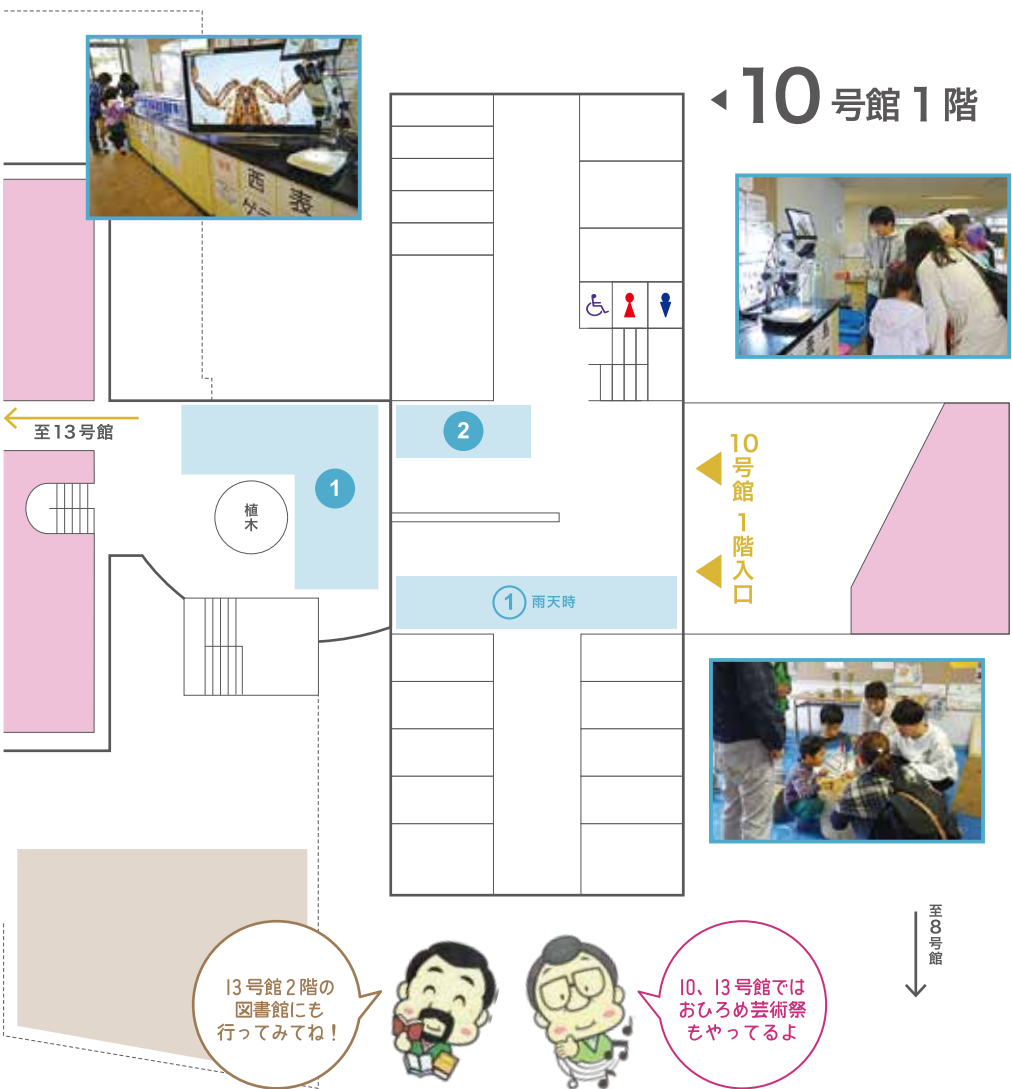 10号館1階
西
表
ゲラ
至13号館
2
1
植木
10号館 1階入口
1 雨天時
至8号館
13号館2階の
図書館にも
行ってみてね！
10、13号館では
おひろめ芸術祭
もやってるよ